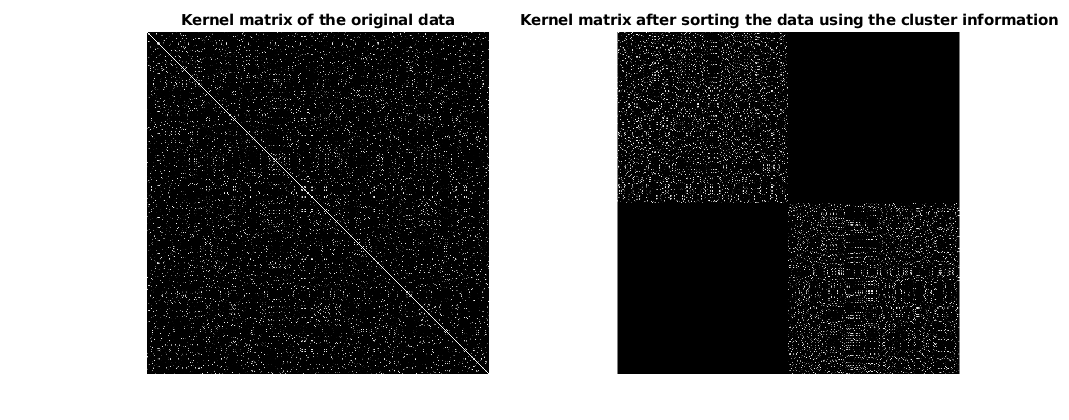 Kernel matrix of the original data
Kernel matrix after sorting the data using the cluster information